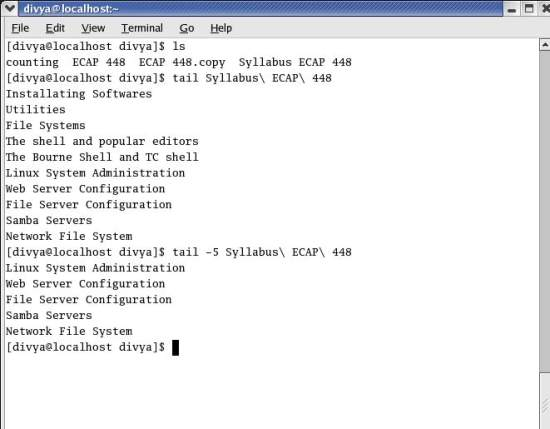 divya@localhost:~
File Edit View Terminal Go Help
[divya@localhost divya]$ ls
counting  ECAP 448  ECAP 448.copy  Syllabus ECAP 448
[divya@localhost divya]$ tail Syllabus\ ECAP\ 448
Installating Softwares
Utilities
File Systems
The shell and popular editors
The Bourne Shell and TC shell
Linux System Administration
Web Server Configuration
File Server Configuration
Samba Servers
Network File System
[divya@localhost divya]$ tail -5 Syllabus\ ECAP\ 448
Linux System Administration
Web Server Configuration
File Server Configuration
Samba Servers
Network File System
[divya@localhost divya]$